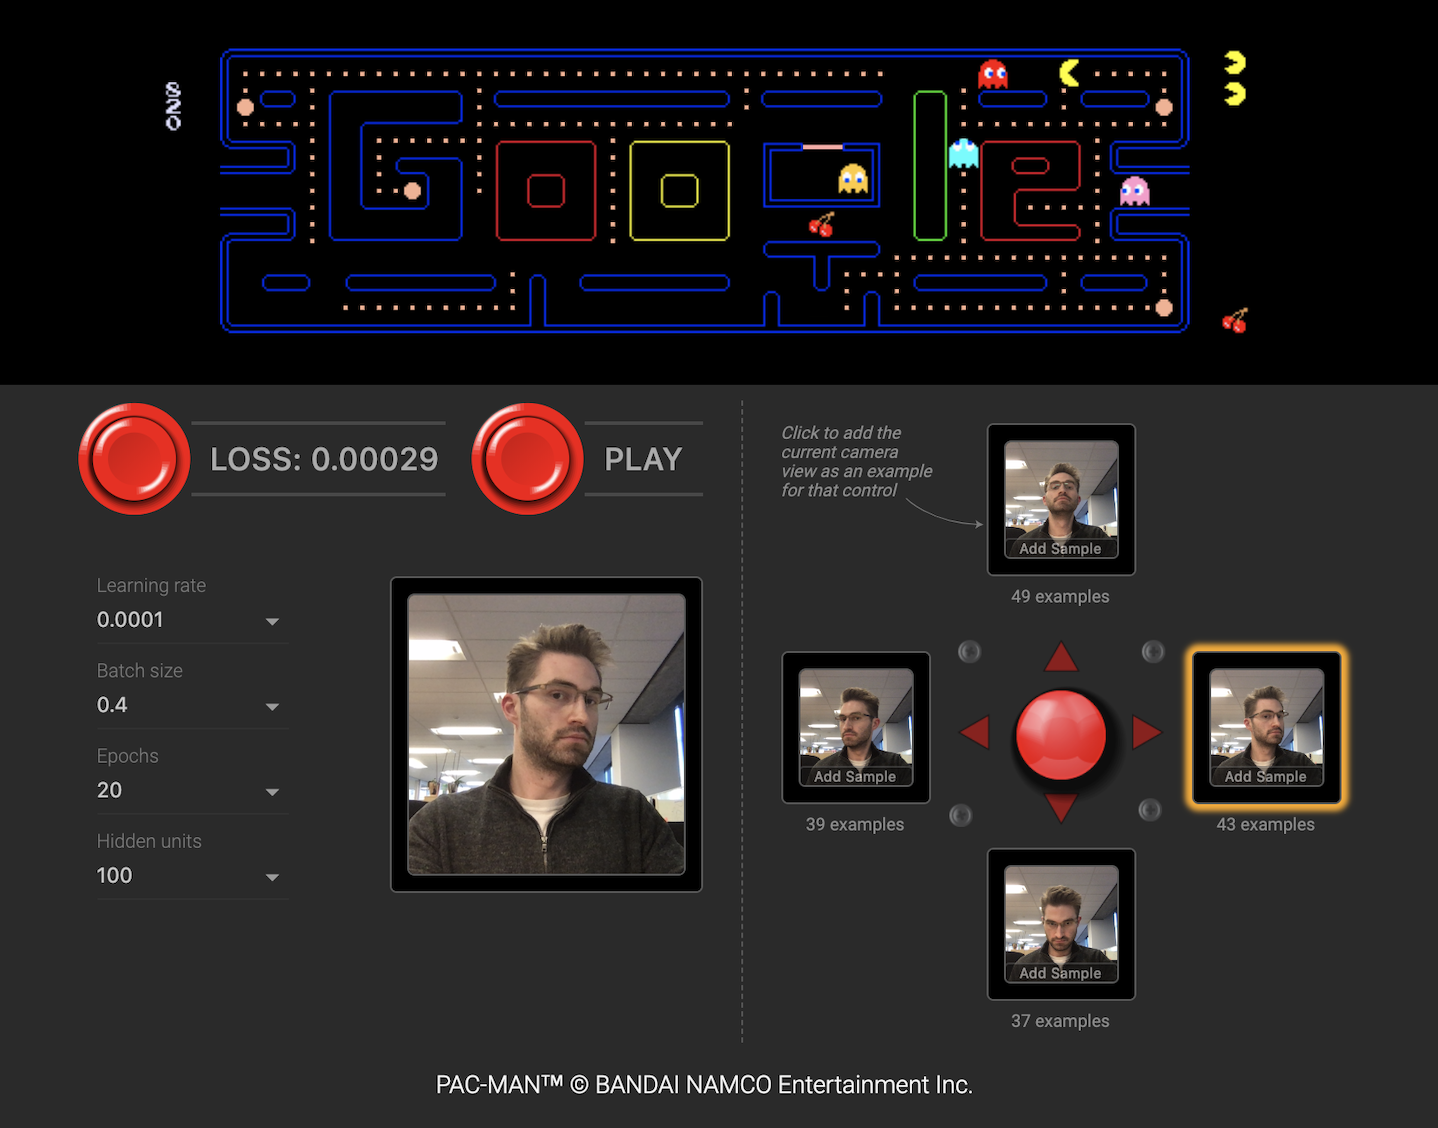 820
LOSS: 0.00029
PLAY
Click to add the
current camera
view as an example
for that control
Add Sample
49 examples
Learning rate
0.0001
Batch size
0.4
Epochs
20
Hidden units
100
Add Sample
39 examples
Add Sample
43 examples
Add Sample
37 examples
PAC-MAN™ © BANDAI NAMCO Entertainment Inc.